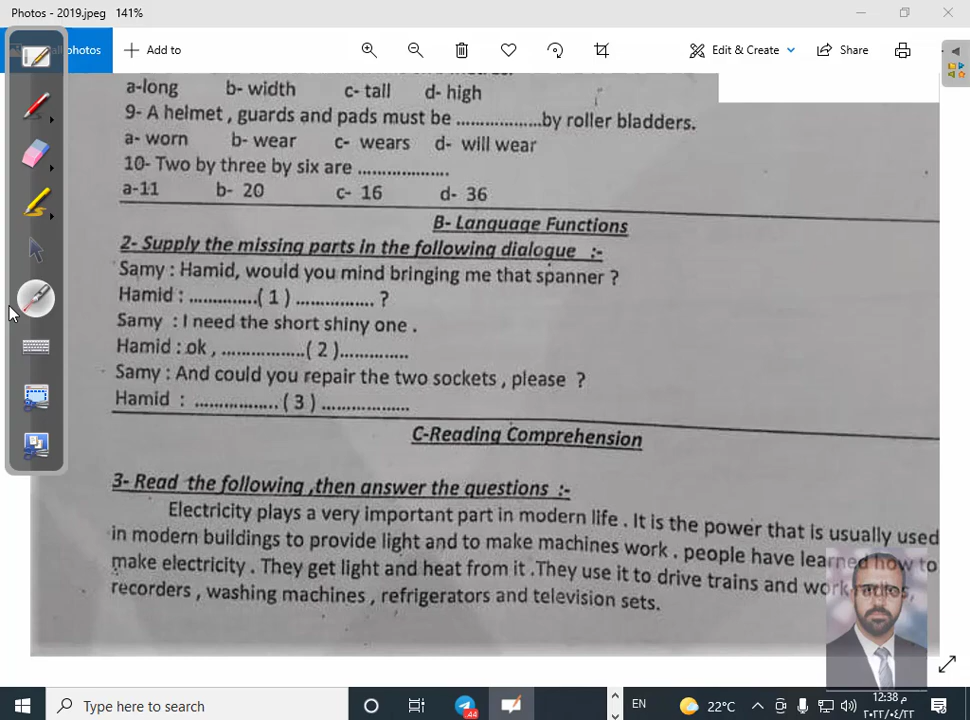 Photos - 2019.jpeg 141%
photos
Add to
Edit & Create
Share
a-long b- width c- tall d- high
9- A helmet , guards and pads must be ..................by roller bladders.
a- worn b- wear c- wears d- will wear
10- Two by three by six are ....................
a-11 b- 20 c- 16 d- 36
B- Language Functions
2- Supply the missing parts in the following dialogue :-
Samy : Hamid, would you mind bringing me that spanner ?
Hamid : ..............( 1 ) ................ ?
Samy : I need the short shiny one .
Hamid : ok , .................( 2 )..............
Samy : And could you repair the two sockets , please ?
Hamid : ................. ( 3 ) ..................
C-Reading Comprehension
3- Read the following ,then answer the questions :-
Electricity plays a very important part in modern life . It is the power that is usually used
in modern buildings to provide light and to make machines work . people have learned how to
make electricity . They get light and heat from it .They use it to drive trains and work radios,
recorders , washing machines , refrigerators and television sets.
Type here to search
44
EN
22°C
12:38 م
٢٠٢٢/٠٤/٢٢